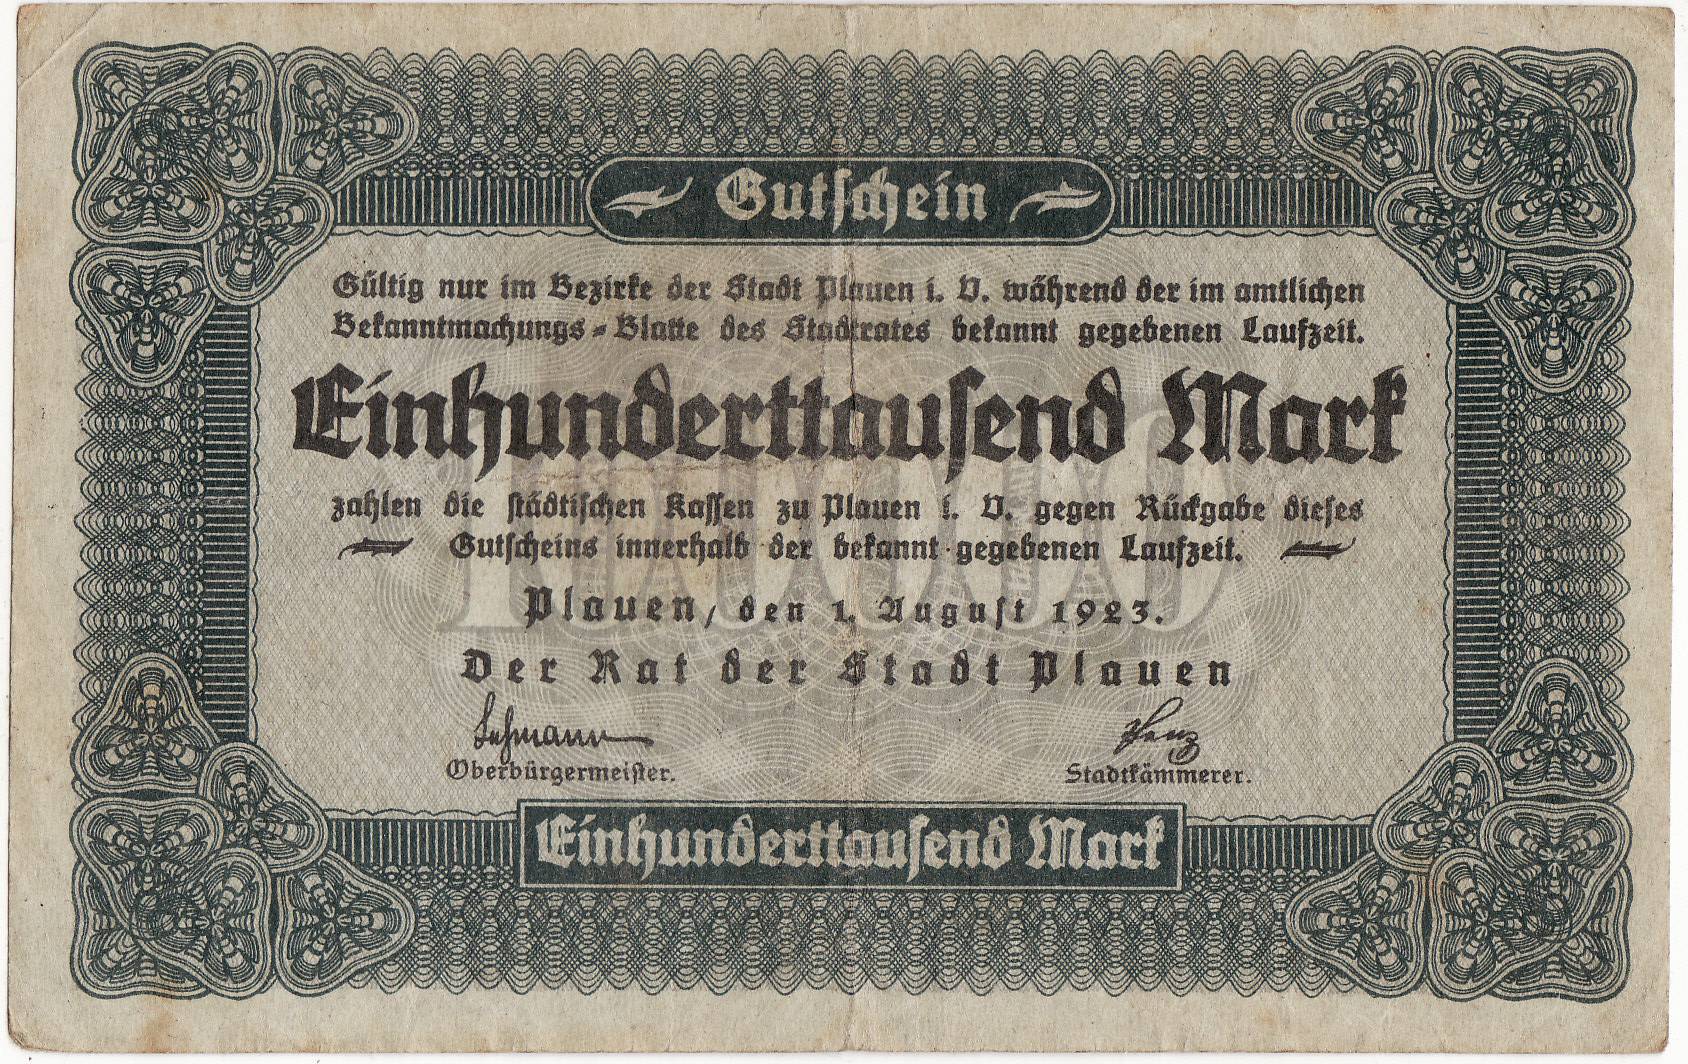 Gutschein
Gültig nur im Bezirke der Stadt Plauen i. V. während der im amtlichen
Bekanntmachungs-Blatte des Stadtrates bekannt gegebenen Laufzeit.
Einhunderttausend Mark
zahlen die städtischen Kassen zu Plauen i. V. gegen Rückgabe dieses
Gutscheins innerhalb der bekannt gegebenen Laufzeit.
Plauen, den 1. August 1923.
Der Rat der Stadt Plauen
Lehmann
Oberbürgermeister.
Stadtkämmerer.
Einhunderttausend Mark